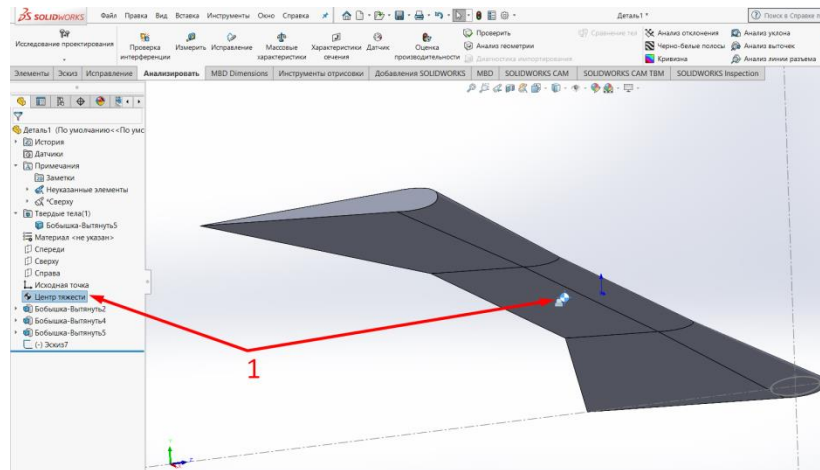 SOLIDWORKS Файл Правка Вид Вставка Инструменты Окно Справка Деталь1 * Поиск в Справке п
Исследование проектирования
Проверка интерференции
Измерить
Исправление
Массовые характеристики
Характеристики сечения
Датчик
Оценка производительности
Проверить
Анализ геометрии
Диагностика импортирования
Сравнение тел
Анализ отклонения
Черно-белые полосы
Кривизна
Анализ уклона
Анализ выточек
Анализ линии разъема
Элементы Эскиз Исправление Анализировать MBD Dimensions Инструменты отрисовки Добавления SOLIDWORKS MBD SOLIDWORKS CAM SOLIDWORKS CAM TBM SOLIDWORKS Inspection
Деталь1 (По умолчанию<<По умс
История
Датчики
Примечания
Заметки
Неуказанные элементы
*Сверху
Твердые тела(1)
Бобышка-Вытянуть5
Материал <не указан>
Спереди
Сверху
Справа
Исходная точка
Центр тяжести
Бобышка-Вытянуть2
Бобышка-Вытянуть4
Бобышка-Вытянуть5
(-) Эскиз7
1